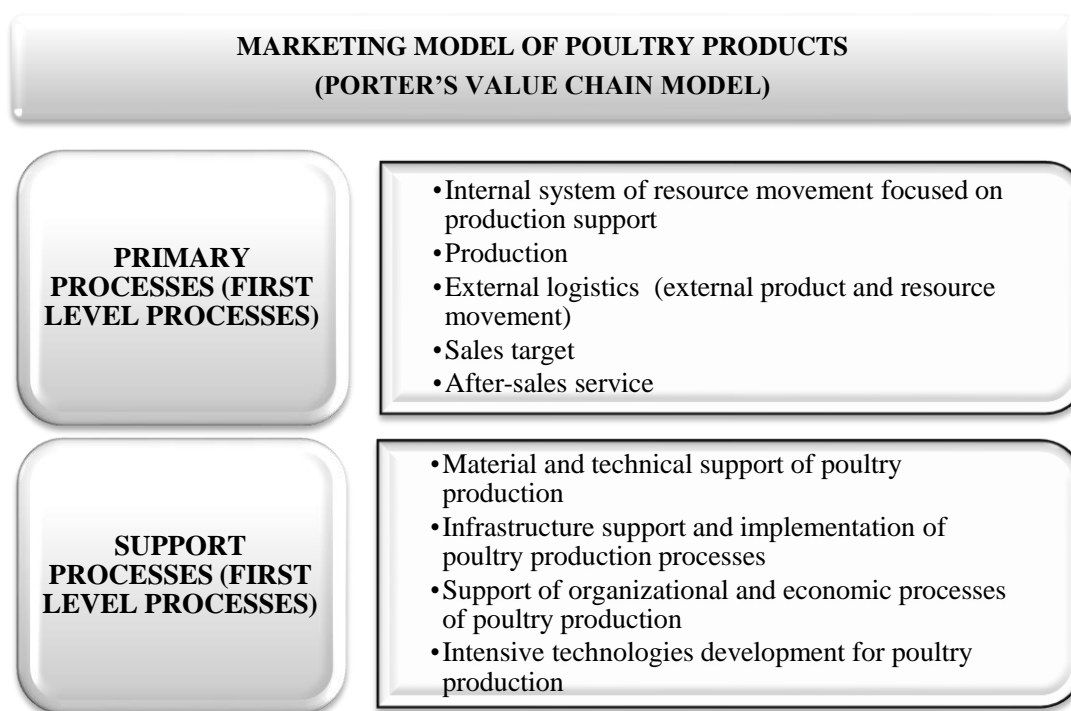 MARKETING MODEL OF POULTRY PRODUCTS
(PORTER’S VALUE CHAIN MODEL)
PRIMARY
PROCESSES (FIRST
LEVEL PROCESSES)
•Internal system of resource movement focused on
production support
•Production
•External logistics (external product and resource
movement)
•Sales target
•After-sales service
SUPPORT
PROCESSES (FIRST
LEVEL PROCESSES)
•Material and technical support of poultry
production
•Infrastructure support and implementation of
poultry production processes
•Support of organizational and economic processes
of poultry production
•Intensive technologies development for poultry
production